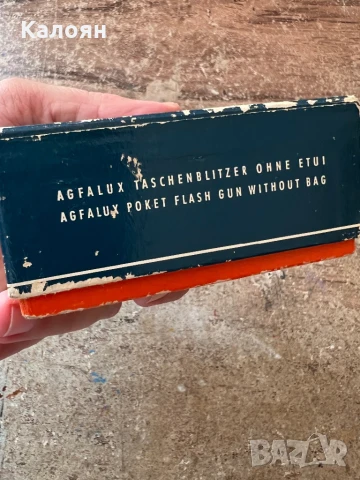 Калоян
AGFALUX TASCHENBLITZER OHNE ETUI
AGFALUX POKET FLASH GUN WITHOUT BAG
BAZAR